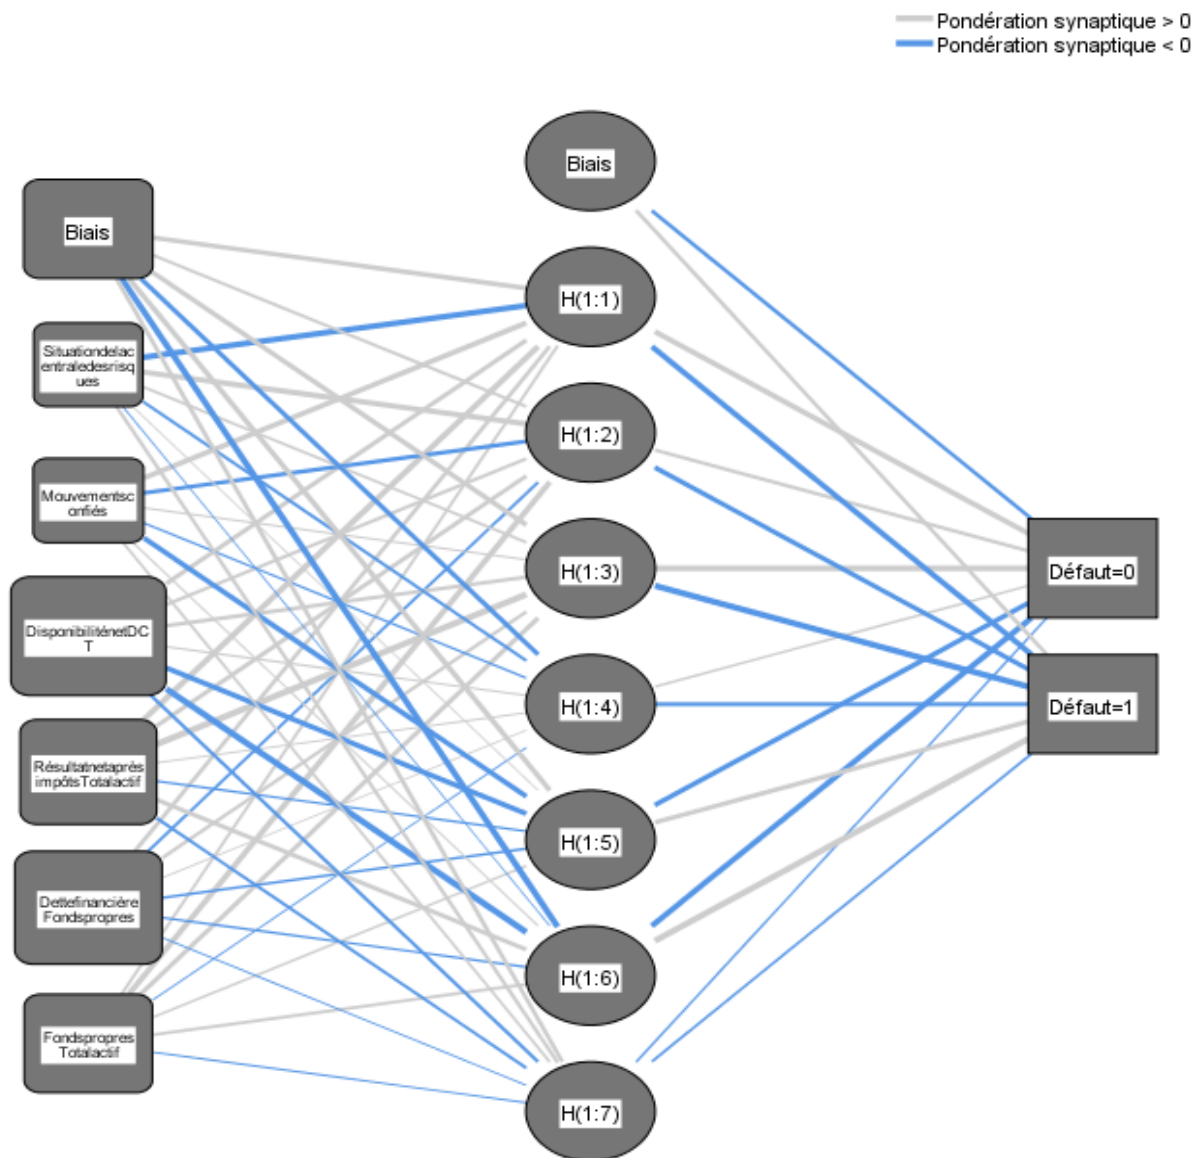 Pondération synaptique > 0
Pondération synaptique < 0
Biais
Biais
H(1:1)
Situationdelac
entraledesrisq
ues
H(1:2)
Mouvementsc
onfiés
H(1:3)
Défaut=0
DisponibiliténetDC
T
H(1:4)
Défaut=1
Résultatnetaprès
impôtsTotalactif
H(1:5)
Dettefinancière
Fondspropres
H(1:6)
Fondspropres
Totalactif
H(1:7)